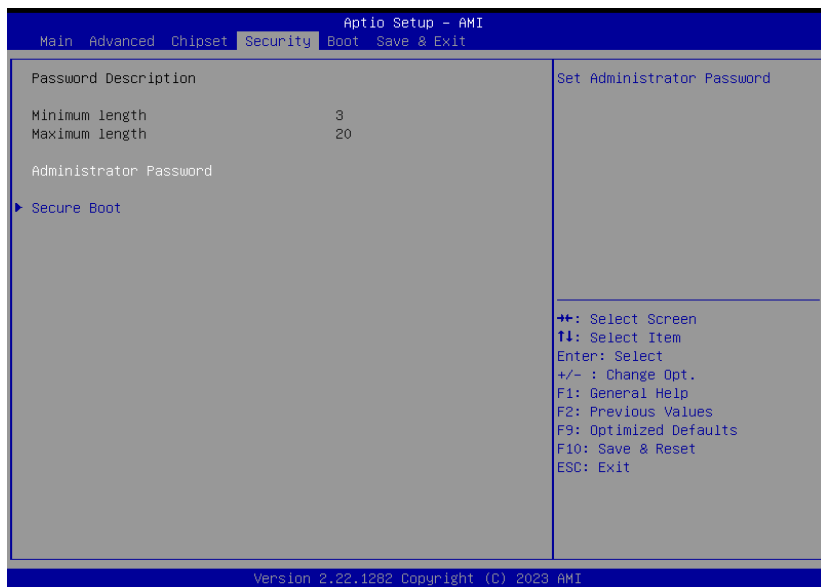 Aptio Setup - AMI
Main Advanced Chipset Security Boot Save & Exit
Password Description
Minimum length 3
Maximum length 20
Administrator Password
Secure Boot
Set Administrator Password
→←: Select Screen
↑↓: Select Item
Enter: Select
+/- : Change Opt.
F1: General Help
F2: Previous Values
F9: Optimized Defaults
F10: Save & Reset
ESC: Exit
Version 2.22.1282 Copyright (C) 2023 AMI